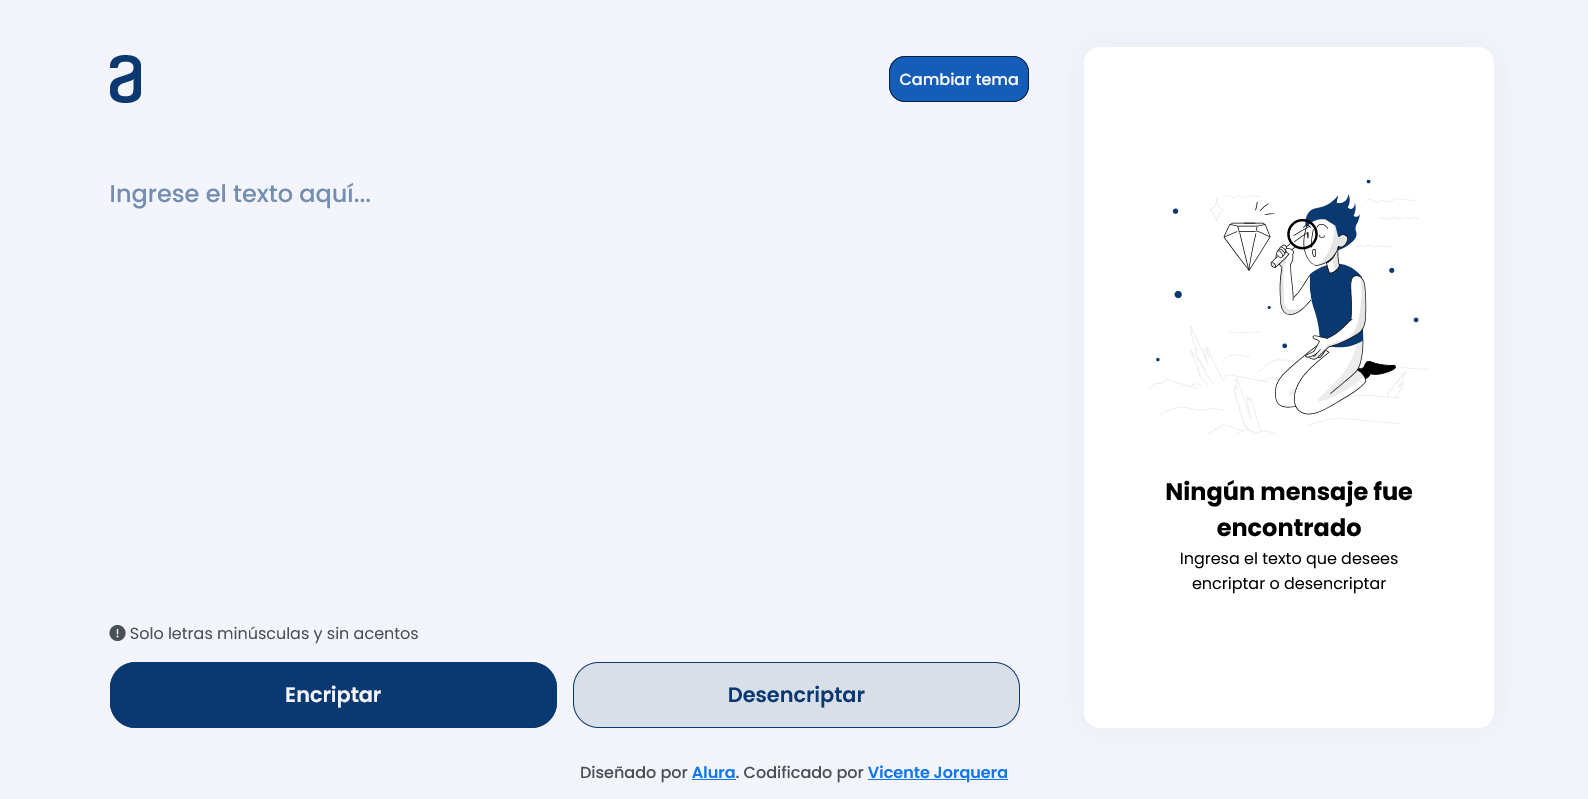 a
Cambiar tema
Ingrese el texto aquí...
Ningún mensaje fue
encontrado
Ingresa el texto que desees
encriptar o desencriptar
Solo letras minúsculas y sin acentos
Encriptar
Desencriptar
Diseñado por Alura. Codificado por Vicente Jorquera